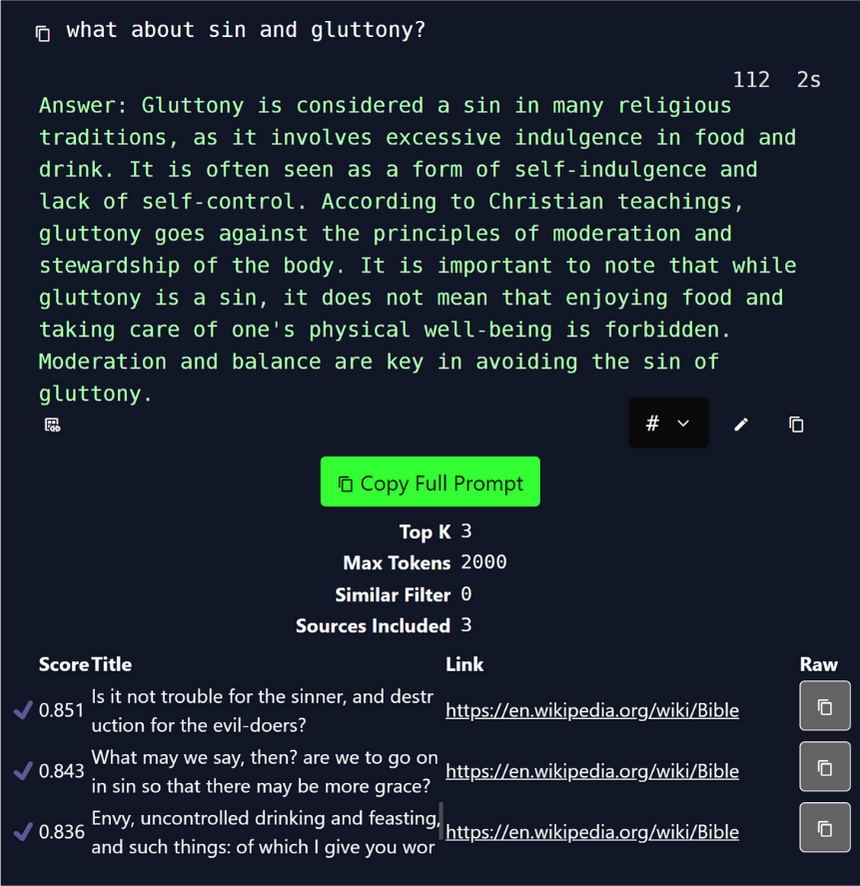 what about sin and gluttony?
112 2s
Answer: Gluttony is considered a sin in many religious
traditions, as it involves excessive indulgence in food and
drink. It is often seen as a form of self-indulgence and
lack of self-control. According to Christian teachings,
gluttony goes against the principles of moderation and
stewardship of the body. It is important to note that while
gluttony is a sin, it does not mean that enjoying food and
taking care of one's physical well-being is forbidden.
Moderation and balance are key in avoiding the sin of
gluttony.
#
Copy Full Prompt
Top K 3
Max Tokens 2000
Similar Filter 0
Sources Included 3
Score Title Link Raw
0.851 Is it not trouble for the sinner, and destr https://en.wikipedia.org/wiki/Bible
uction for the evil-doers?
0.843 What may we say, then? are we to go on https://en.wikipedia.org/wiki/Bible
in sin so that there may be more grace?
0.836 Envy, uncontrolled drinking and feasting, https://en.wikipedia.org/wiki/Bible
and such things: of which I give you wor